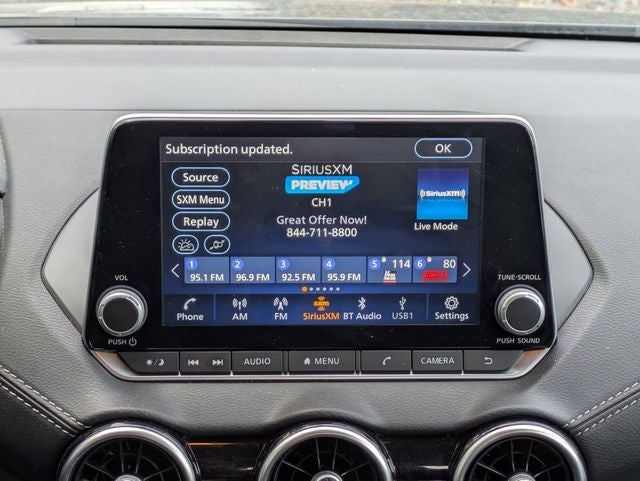 Subscription updated. OK
Source
SIRIUSXM
PREVIEW
SXM Menu
CH1
((SiriusXM))
Replay
Great Offer Now!
844-711-8800
Live Mode
1 95.1 FM 2 96.9 FM 3 92.5 FM 4 95.9 FM 5 114 6 80
VOL
TUNE·SCROLL
Phone AM FM SXM SiriusXM BT Audio USB1 Settings
PUSH
PUSH SOUND
AUDIO MENU CAMERA